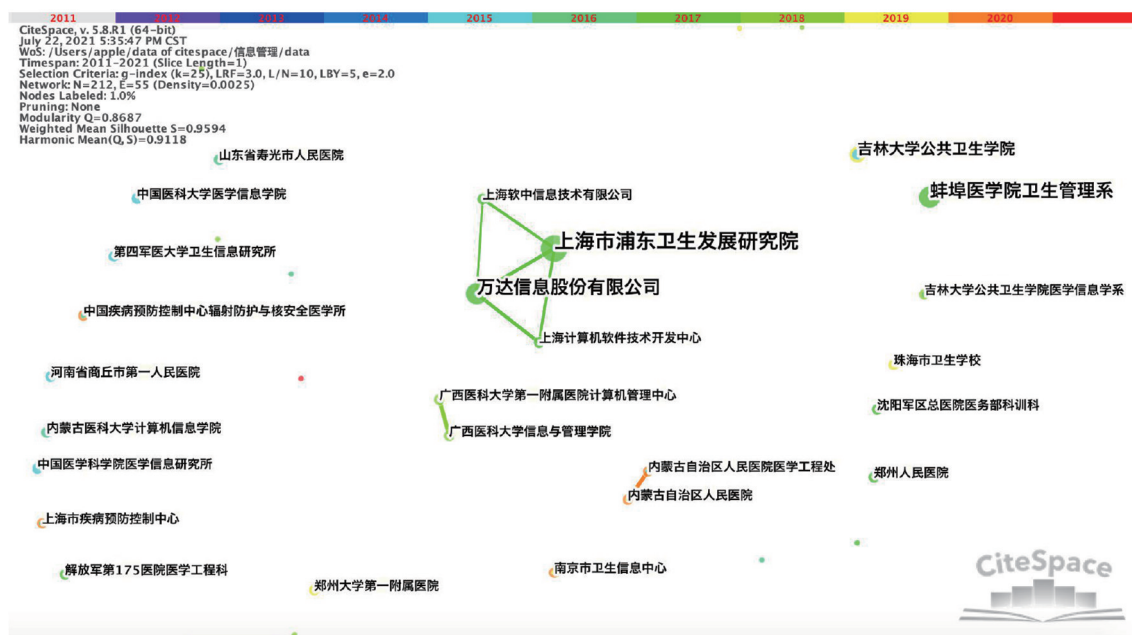 2011 2012 2013 2014 2015 2016 2017 2018 2019 2020
CiteSpace, v. 5.8.R1 (64-bit)
July 22, 2021 5:35:47 PM CST
WoS: /Users/apple/data of citespace/信息管理/data
Timespan: 2011-2021 (Slice Length=1)
Selection Criteria: g-index (k=25), LRF=3.0, L/N=10, LBY=5, e=2.0
Network: N=212, E=55 (Density=0.0025)
Nodes Labeled: 1.0%
Pruning: None
Modularity Q=0.8687
Weighted Mean Silhouette S=0.9594
Harmonic Mean(Q, S)=0.9118
吉林大学公共卫生学院
山东省寿光市人民医院
蚌埠医学院卫生管理系
中国医科大学医学信息学院
上海软中信息技术有限公司
上海市浦东卫生发展研究院
第四军医大学卫生信息研究所
万达信息股份有限公司
吉林大学公共卫生学院医学信息学系
中国疾病预防控制中心辐射防护与核安全医学所
上海计算机软件技术开发中心
珠海市卫生学校
河南省商丘市第一人民医院
广西医科大学第一附属医院计算机管理中心
沈阳军区总医院医务部科训科
内蒙古医科大学计算机信息学院
广西医科大学信息与管理学院
中国医学科学院医学信息研究所
内蒙古自治区人民医院医学工程处
郑州人民医院
内蒙古自治区人民医院
上海市疾病预防控制中心
解放军第175医院医学工程科
南京市卫生信息中心
郑州大学第一附属医院
CiteSpace